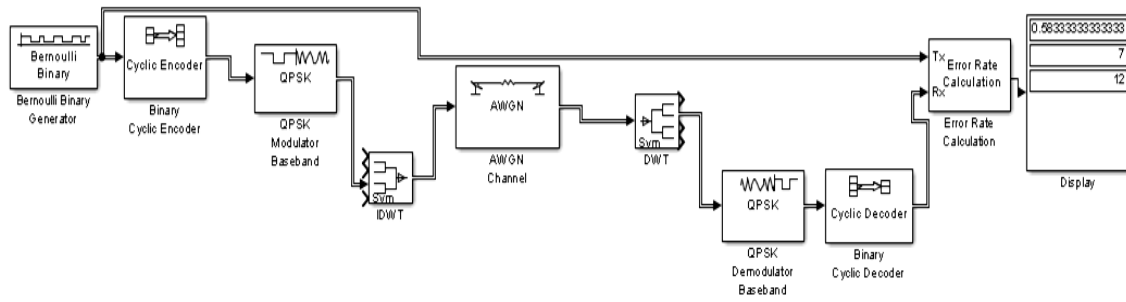 Bernoulli
Binary
Bernoulli Binary
Generator
Cyclic Encoder
Binary
Cyclic Encoder
QPSK
QPSK
Modulator
Baseband
Sym
IDWT
AWGN
AWGN
Channel
Sym
DWT
QPSK
QPSK
Demodulator
Baseband
Cyclic Decoder
Binary
Cyclic Decoder
Tx
Rx
Error Rate
Calculation
Error Rate
Calculation
0.5833333333333
7
12
Display